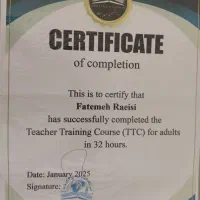 CERTIFICATE
of completion
This is to certify that
Fatemeh Raeisi
has successfully completed the
Teacher Training Course (TTC) for adults
in 32 hours.
Date: January 2025
Signature: